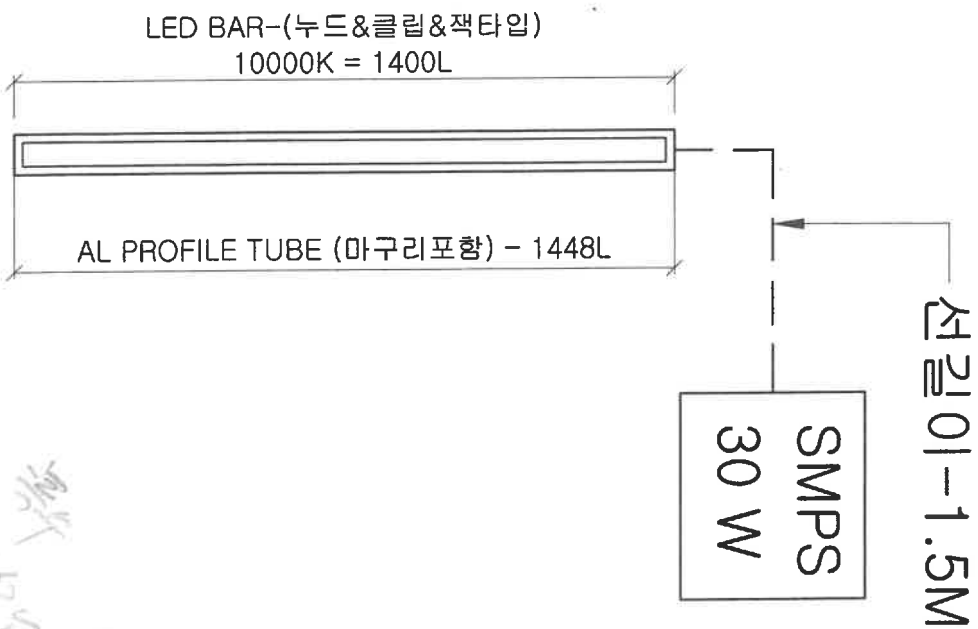 LED BAR-(누드&클립&잭타입)
10000K = 1400L
AL PROFILE TUBE (마구리포함) - 1448L
선길이-1.5M
SMPS
30 W